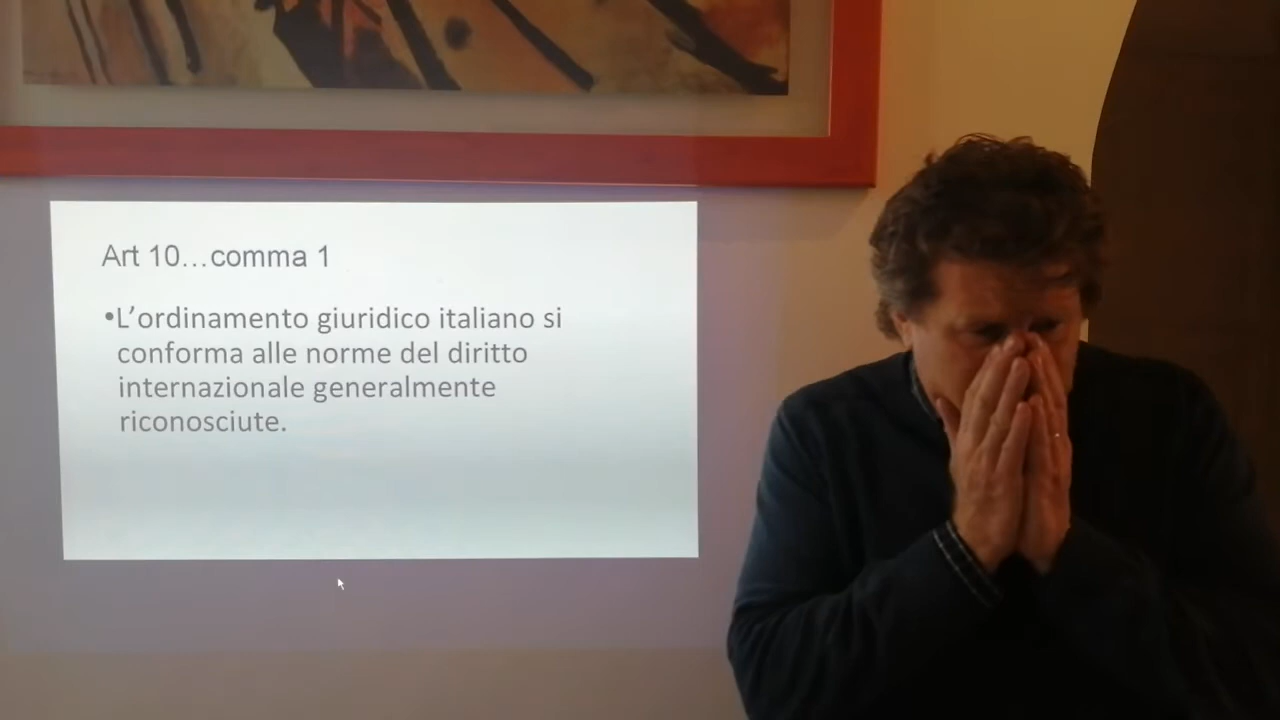 Art 10...comma 1
•L'ordinamento giuridico italiano si
conforma alle norme del diritto
internazionale generalmente
riconosciute.